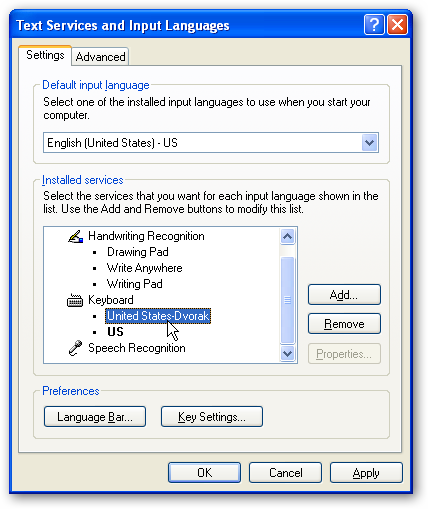 Text Services and Input Languages
Settings
Advanced
Default input language
Select one of the installed input languages to use when you start your
computer.
English (United States) - US
Installed services
Select the services that you want for each input language shown in the
list. Use the Add and Remove buttons to modify this list.
Handwriting Recognition
Drawing Pad
Write Anywhere
Writing Pad
Keyboard
United States-Dvorak
US
Speech Recognition
Add...
Remove
Properties...
Preferences
Language Bar...
Key Settings...
OK
Cancel
Apply